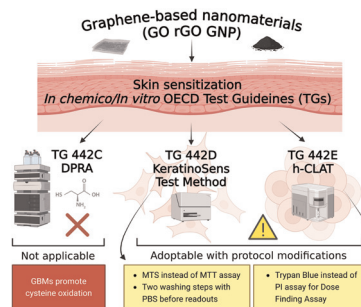 Graphene-based nanomaterials
(GO rGO GNP)
Skin sensitization
In chemico/In vitro OECD Test Guideines (TGs)
TG 442C
DPRA
TG 442D
KeratinoSens
Test Method
TG 442E
h-CLAT
HS
O
OH
NH₂
Not applicable
Adoptable with protocol modifications
GBMs promote
cysteine oxidation
• MTS instead of MTT assay
• Two washing steps with
PBS before readouts
• Trypan Blue instead of
PI assay for Dose
Finding Assay